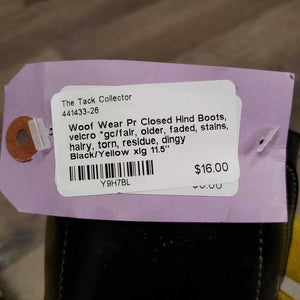 The Tack Collector
441433-26
Woof Wear Pr Closed Hind Boots,
velcro *gc/fair, older, faded, stains,
hairy, torn, residue, dingy
Black/Yellow xlg 11.5"
$16.00
Y9H7BL